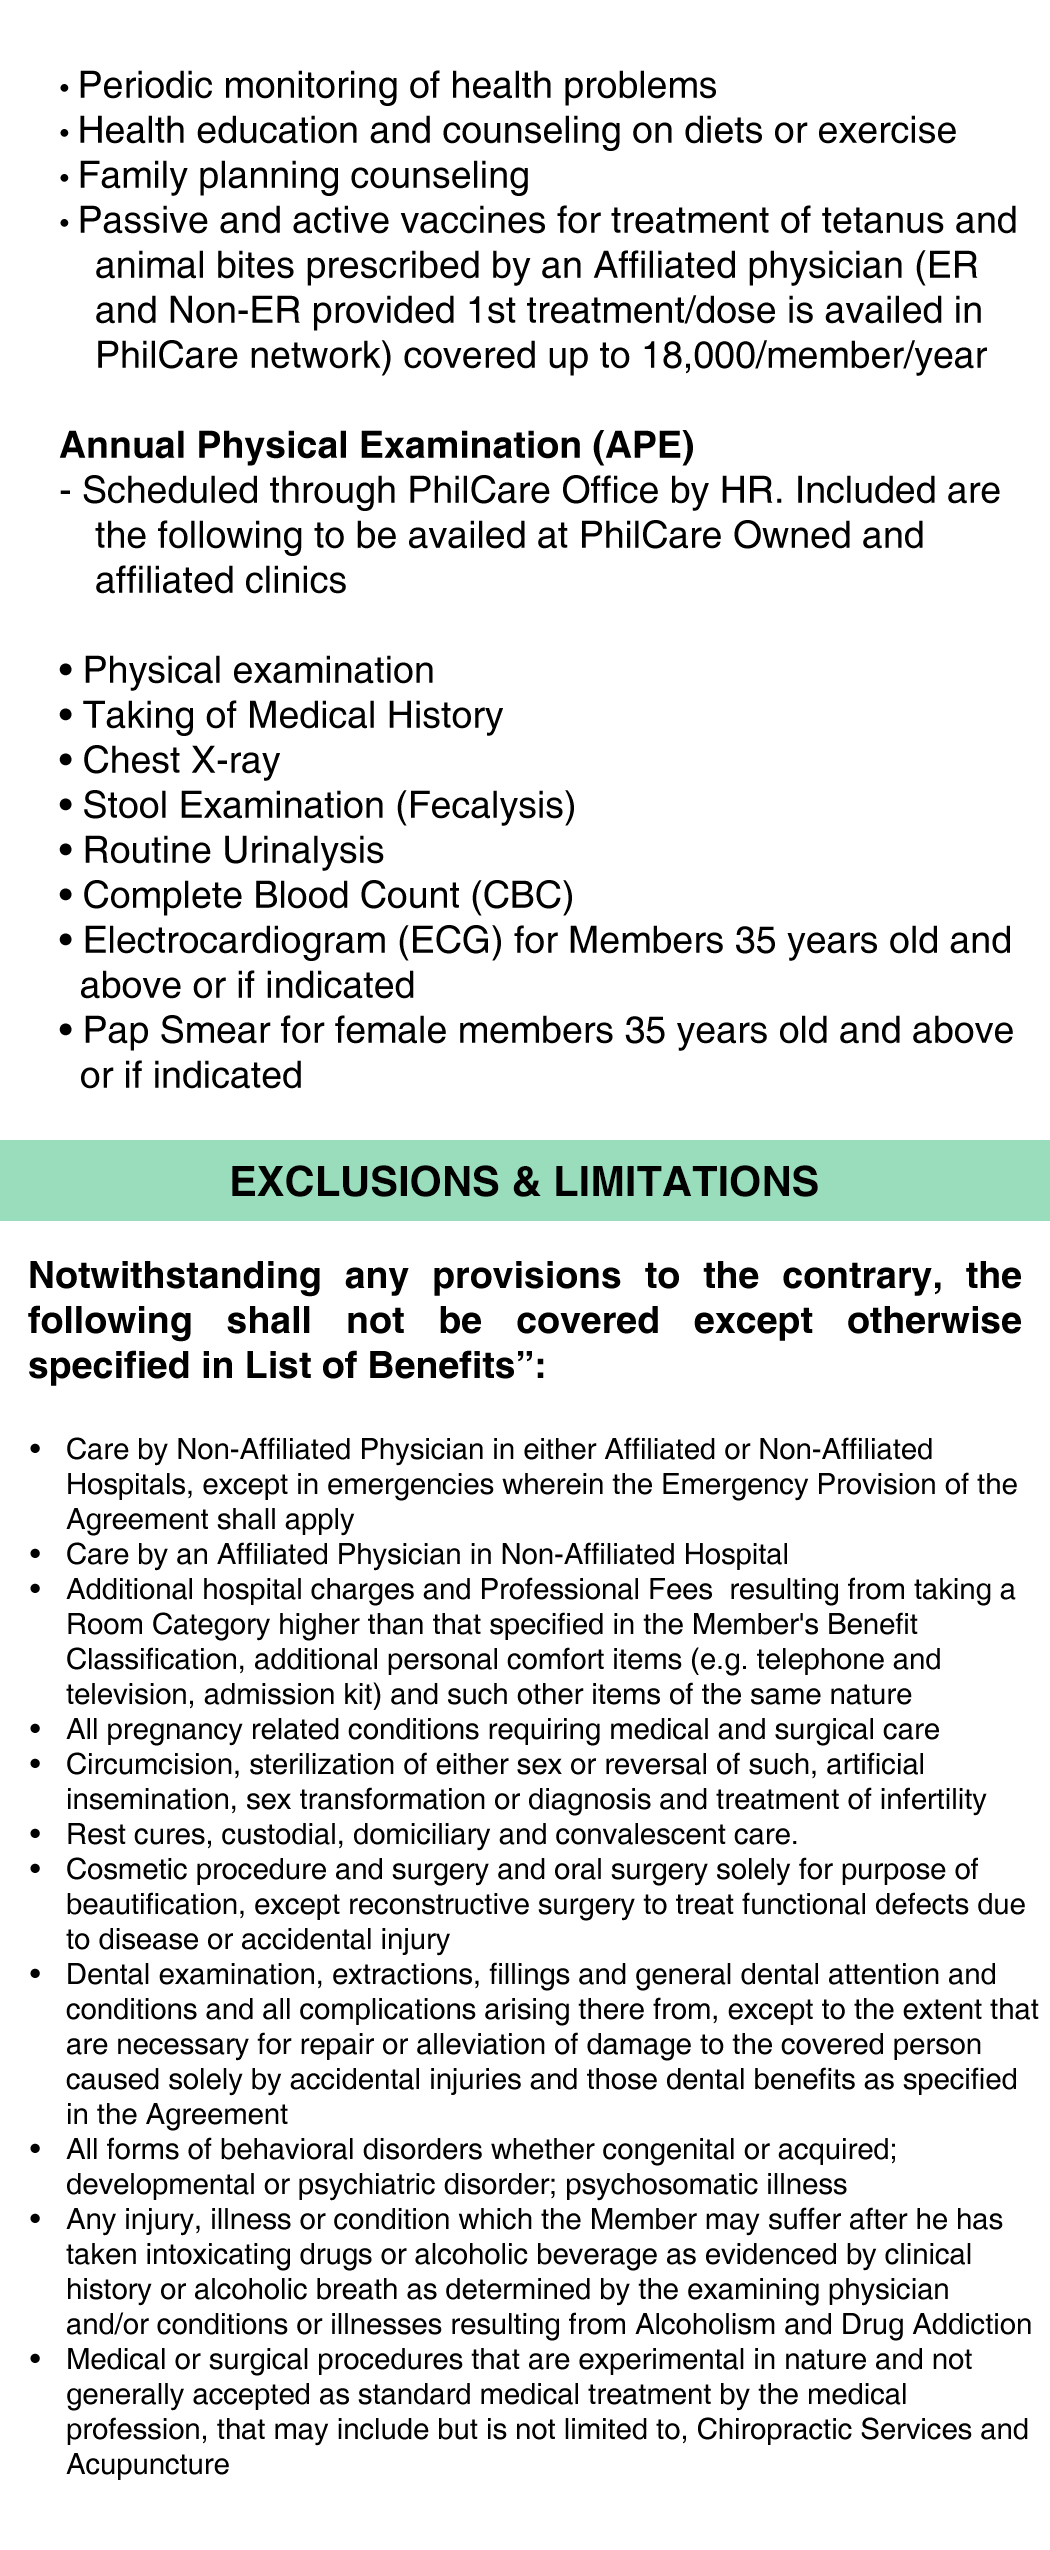 • Periodic monitoring of health problems
• Health education and counseling on diets or exercise
• Family planning counseling
• Passive and active vaccines for treatment of tetanus and
animal bites prescribed by an Affiliated physician (ER
and Non-ER provided 1st treatment/dose is availed in
PhilCare network) covered up to 18,000/member/year
Annual Physical Examination (APE)
- Scheduled through PhilCare Office by HR. Included are
the following to be availed at PhilCare Owned and
affiliated clinics
• Physical examination
• Taking of Medical History
• Chest X-ray
• Stool Examination (Fecalysis)
• Routine Urinalysis
• Complete Blood Count (CBC)
• Electrocardiogram (ECG) for Members 35 years old and
above or if indicated
• Pap Smear for female members 35 years old and above
or if indicated
EXCLUSIONS & LIMITATIONS
Notwithstanding any provisions to the contrary, the
following shall not be covered except otherwise
specified in List of Benefits”:
• Care by Non-Affiliated Physician in either Affiliated or Non-Affiliated
Hospitals, except in emergencies wherein the Emergency Provision of the
Agreement shall apply
• Care by an Affiliated Physician in Non-Affiliated Hospital
• Additional hospital charges and Professional Fees  resulting from taking a
Room Category higher than that specified in the Member's Benefit
Classification, additional personal comfort items (e.g. telephone and
television, admission kit) and such other items of the same nature
• All pregnancy related conditions requiring medical and surgical care
• Circumcision, sterilization of either sex or reversal of such, artificial
insemination, sex transformation or diagnosis and treatment of infertility
• Rest cures, custodial, domiciliary and convalescent care.
• Cosmetic procedure and surgery and oral surgery solely for purpose of
beautification, except reconstructive surgery to treat functional defects due
to disease or accidental injury
• Dental examination, extractions, fillings and general dental attention and
conditions and all complications arising there from, except to the extent that
are necessary for repair or alleviation of damage to the covered person
caused solely by accidental injuries and those dental benefits as specified
in the Agreement
• All forms of behavioral disorders whether congenital or acquired;
developmental or psychiatric disorder; psychosomatic illness
• Any injury, illness or condition which the Member may suffer after he has
taken intoxicating drugs or alcoholic beverage as evidenced by clinical
history or alcoholic breath as determined by the examining physician
and/or conditions or illnesses resulting from Alcoholism and Drug Addiction
• Medical or surgical procedures that are experimental in nature and not
generally accepted as standard medical treatment by the medical
profession, that may include but is not limited to, Chiropractic Services and
Acupuncture